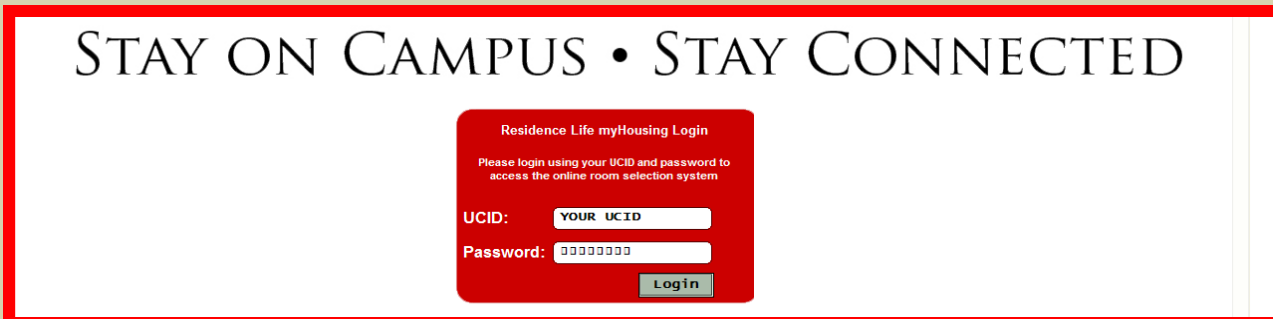 STAY ON CAMPUS • STAY CONNECTED
Residence Life myHousing Login
Please login using your UCID and password to
access the online room selection system
UCID: YOUR UCID
Password: ▯▯▯▯▯▯▯▯
Login